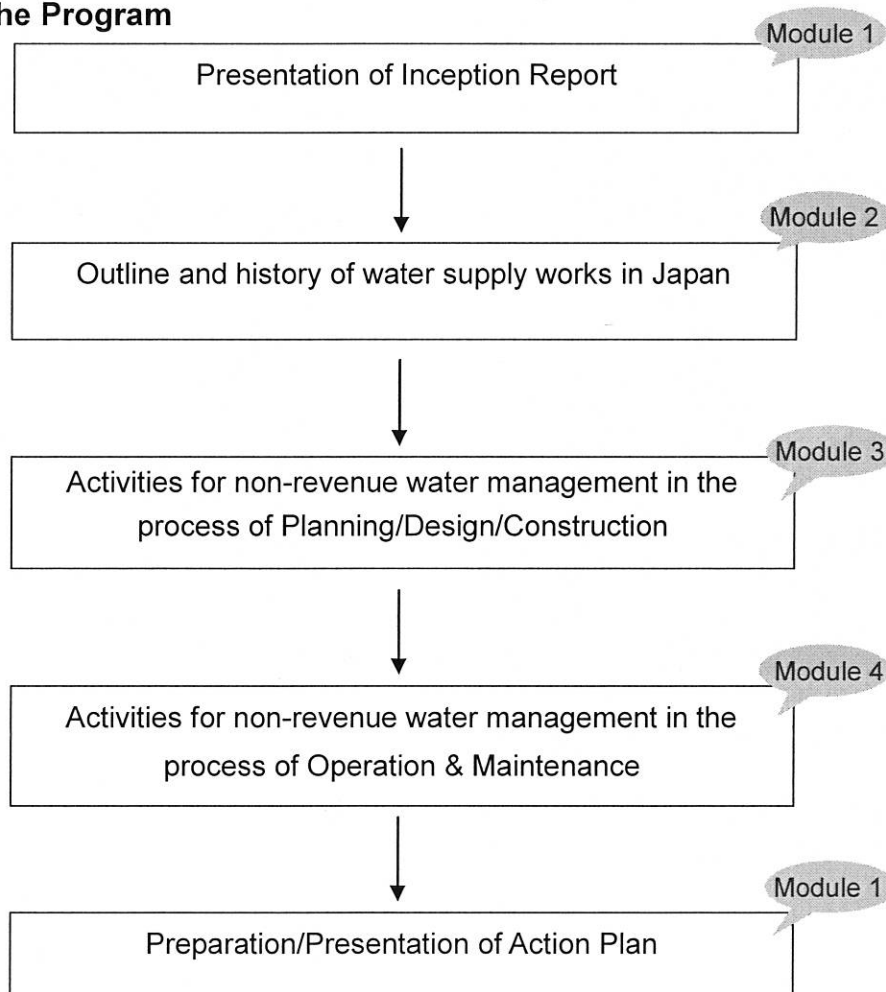 he Program
Module 1
Presentation of Inception Report
Module 2
Outline and history of water supply works in Japan
Module 3
Activities for non-revenue water management in the
process of Planning/Design/Construction
Module 4
Activities for non-revenue water management in the
process of Operation & Maintenance
Module 1
Preparation/Presentation of Action Plan